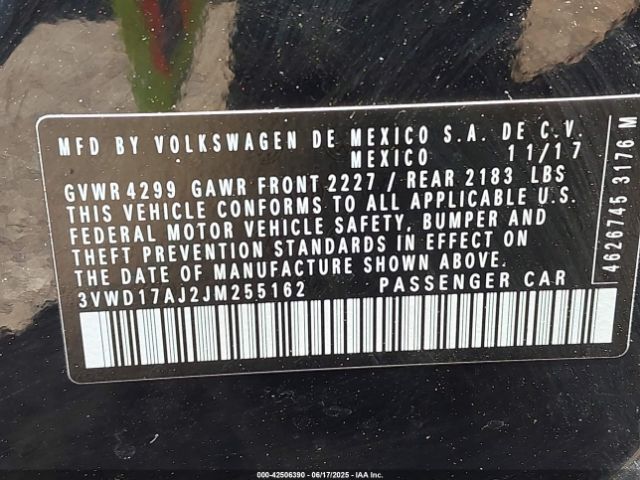 MFD BY VOLKSWAGEN DE MEXICO S.A. DE C.V.
MEXICO 11/17
GVWR 4299 GAWR FRONT 2227 / REAR 2183 LBS
THIS VEHICLE CONFORMS TO ALL APPLICABLE U.S.
FEDERAL MOTOR VEHICLE SAFETY, BUMPER AND
THEFT PREVENTION STANDARDS IN EFFECT ON
THE DATE OF MANUFACTURE SHOWN ABOVE.
3VWD17AJ2JM255162 PASSENGER CAR
4626745 3176 M
000-42506390 - 06/17/2025 - IAA Inc.